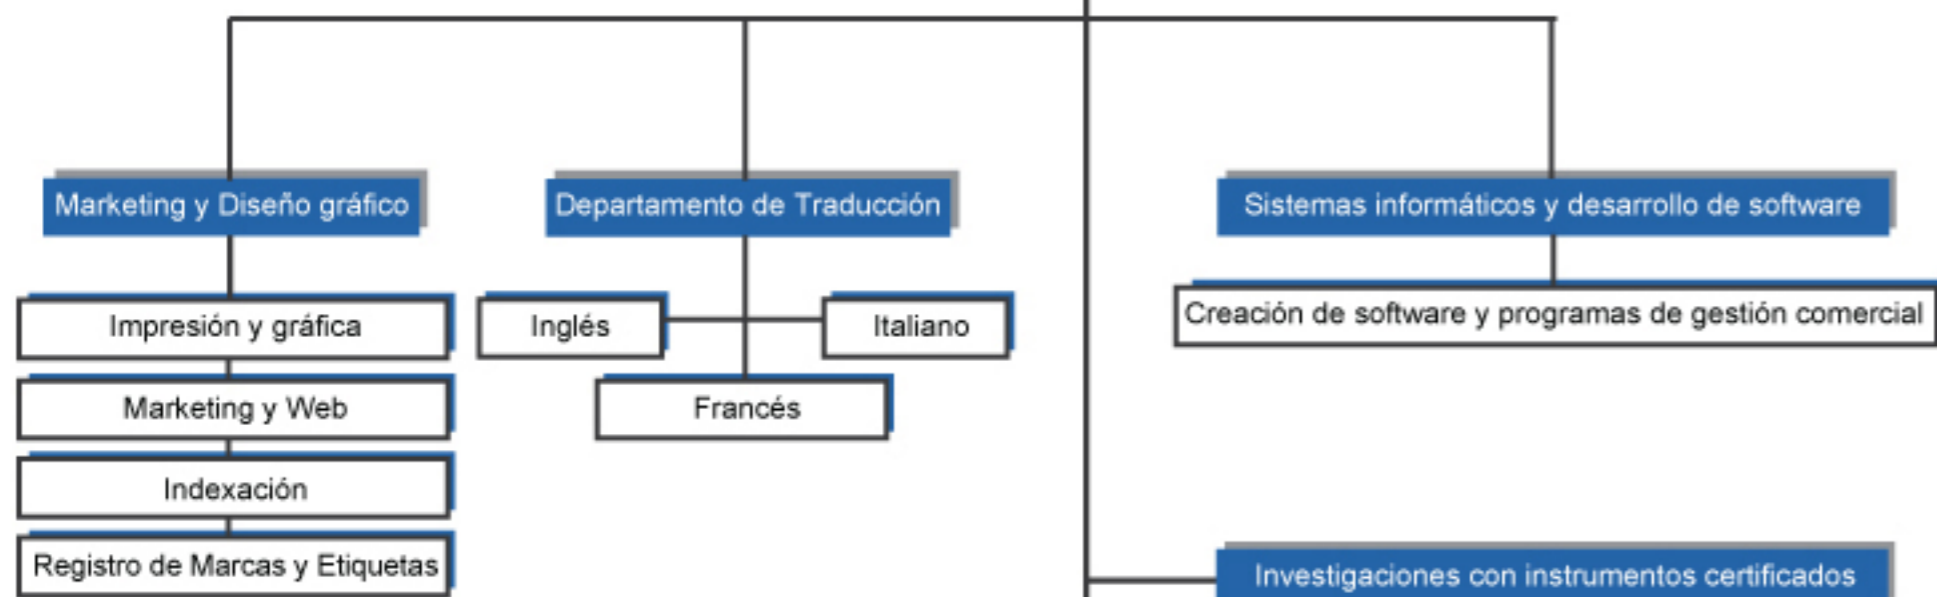 Marketing y Diseño gráfico
Departamento de Traducción
Sistemas informáticos y desarrollo de software
Impresión y gráfica
Inglés
Italiano
Creación de software y programas de gestión comercial
Marketing y Web
Francés
Indexación
Registro de Marcas y Etiquetas
Investigaciones con instrumentos certificados